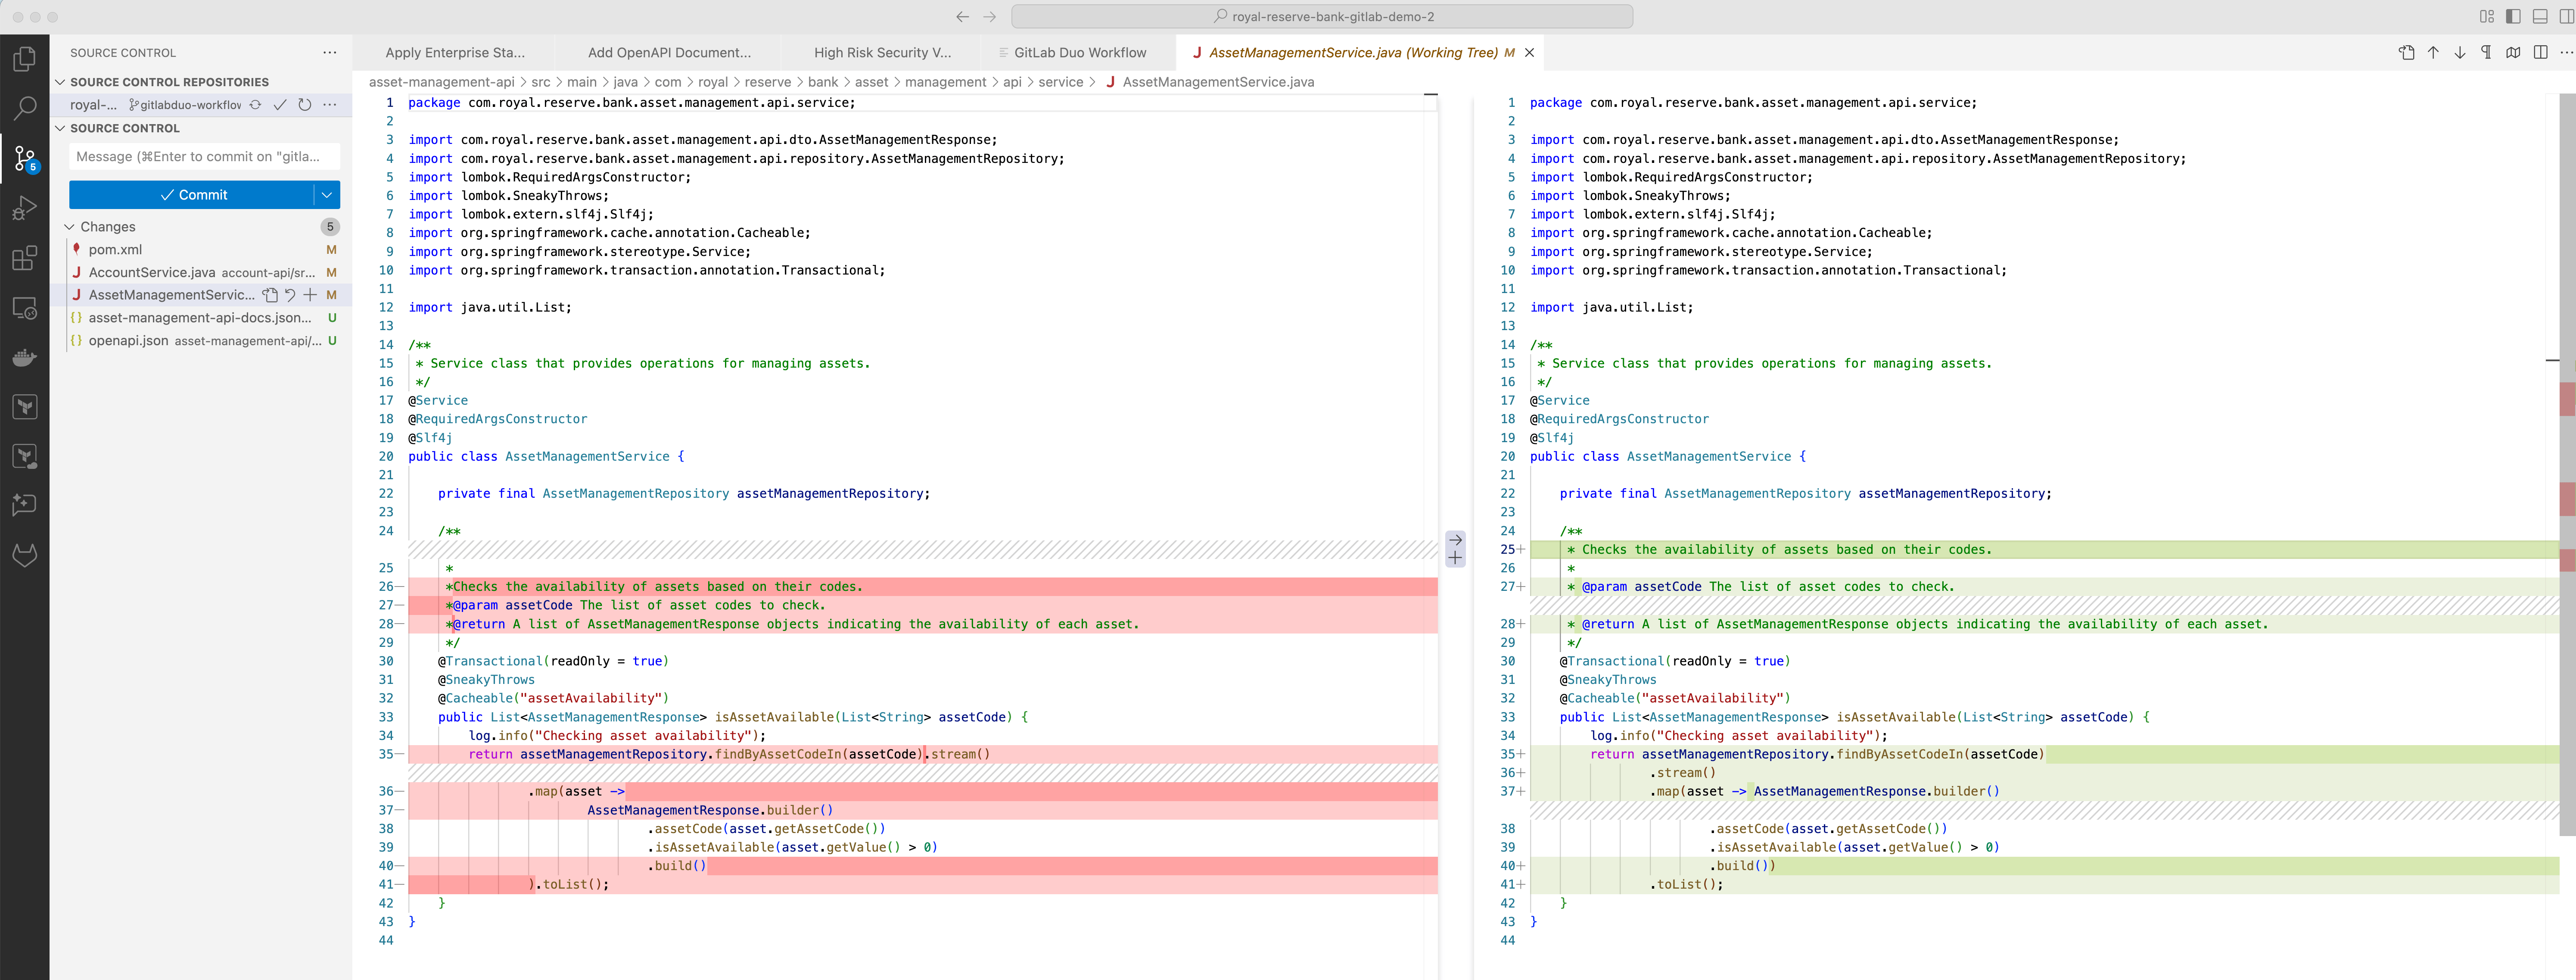 royal-reserve-bank-gitlab-demo-2
SOURCE CONTROL
Apply Enterprise Sta...
Add OpenAPI Document...
High Risk Security V...
GitLab Duo Workflow
AssetManagementService.java (Working Tree) M
SOURCE CONTROL REPOSITORIES
royal-... gitlabduo-workflow
SOURCE CONTROL
Message (⌘Enter to commit on "gitla...
Commit
Changes 5
pom.xml M
AccountService.java account-api/sr... M
AssetManagementServic... M
asset-management-api-docs.json... U
openapi.json asset-management-api/... U
5
asset-management-api > src > main > java > com > royal > reserve > bank > asset > management > api > service > AssetManagementService.java
1 package com.royal.reserve.bank.asset.management.api.service;
2
3 import com.royal.reserve.bank.asset.management.api.dto.AssetManagementResponse;
4 import com.royal.reserve.bank.asset.management.api.repository.AssetManagementRepository;
5 import lombok.RequiredArgsConstructor;
6 import lombok.SneakyThrows;
7 import lombok.extern.slf4j.Slf4j;
8 import org.springframework.cache.annotation.Cacheable;
9 import org.springframework.stereotype.Service;
10 import org.springframework.transaction.annotation.Transactional;
11
12 import java.util.List;
13
14 /**
15 * Service class that provides operations for managing assets.
16 */
17 @Service
18 @RequiredArgsConstructor
19 @Slf4j
20 public class AssetManagementService {
21
22 private final AssetManagementRepository assetManagementRepository;
23
24 /**
25 *
26— *Checks the availability of assets based on their codes.
27— *@param assetCode The list of asset codes to check.
28— *@return A list of AssetManagementResponse objects indicating the availability of each asset.
29 */
30 @Transactional(readOnly = true)
31 @SneakyThrows
32 @Cacheable("assetAvailability")
33 public List<AssetManagementResponse> isAssetAvailable(List<String> assetCode) {
34 log.info("Checking asset availability");
35— return assetManagementRepository.findByAssetCodeIn(assetCode).stream()
36— .map(asset ->
37— AssetManagementResponse.builder()
38 .assetCode(asset.getAssetCode())
39 .isAssetAvailable(asset.getValue() > 0)
40— .build()
41— ).toList();
42 }
43 }
44
1 package com.royal.reserve.bank.asset.management.api.service;
2
3 import com.royal.reserve.bank.asset.management.api.dto.AssetManagementResponse;
4 import com.royal.reserve.bank.asset.management.api.repository.AssetManagementRepository;
5 import lombok.RequiredArgsConstructor;
6 import lombok.SneakyThrows;
7 import lombok.extern.slf4j.Slf4j;
8 import org.springframework.cache.annotation.Cacheable;
9 import org.springframework.stereotype.Service;
10 import org.springframework.transaction.annotation.Transactional;
11
12 import java.util.List;
13
14 /**
15 * Service class that provides operations for managing assets.
16 */
17 @Service
18 @RequiredArgsConstructor
19 @Slf4j
20 public class AssetManagementService {
21
22 private final AssetManagementRepository assetManagementRepository;
23
24 /**
25+ * Checks the availability of assets based on their codes.
26 *
27+ * @param assetCode The list of asset codes to check.
28+ * @return A list of AssetManagementResponse objects indicating the availability of each asset.
29 */
30 @Transactional(readOnly = true)
31 @SneakyThrows
32 @Cacheable("assetAvailability")
33 public List<AssetManagementResponse> isAssetAvailable(List<String> assetCode) {
34 log.info("Checking asset availability");
35+ return assetManagementRepository.findByAssetCodeIn(assetCode)
36+ .stream()
37+ .map(asset -> AssetManagementResponse.builder()
38 .assetCode(asset.getAssetCode())
39 .isAssetAvailable(asset.getValue() > 0)
40+ .build())
41+ .toList();
42 }
43 }
44